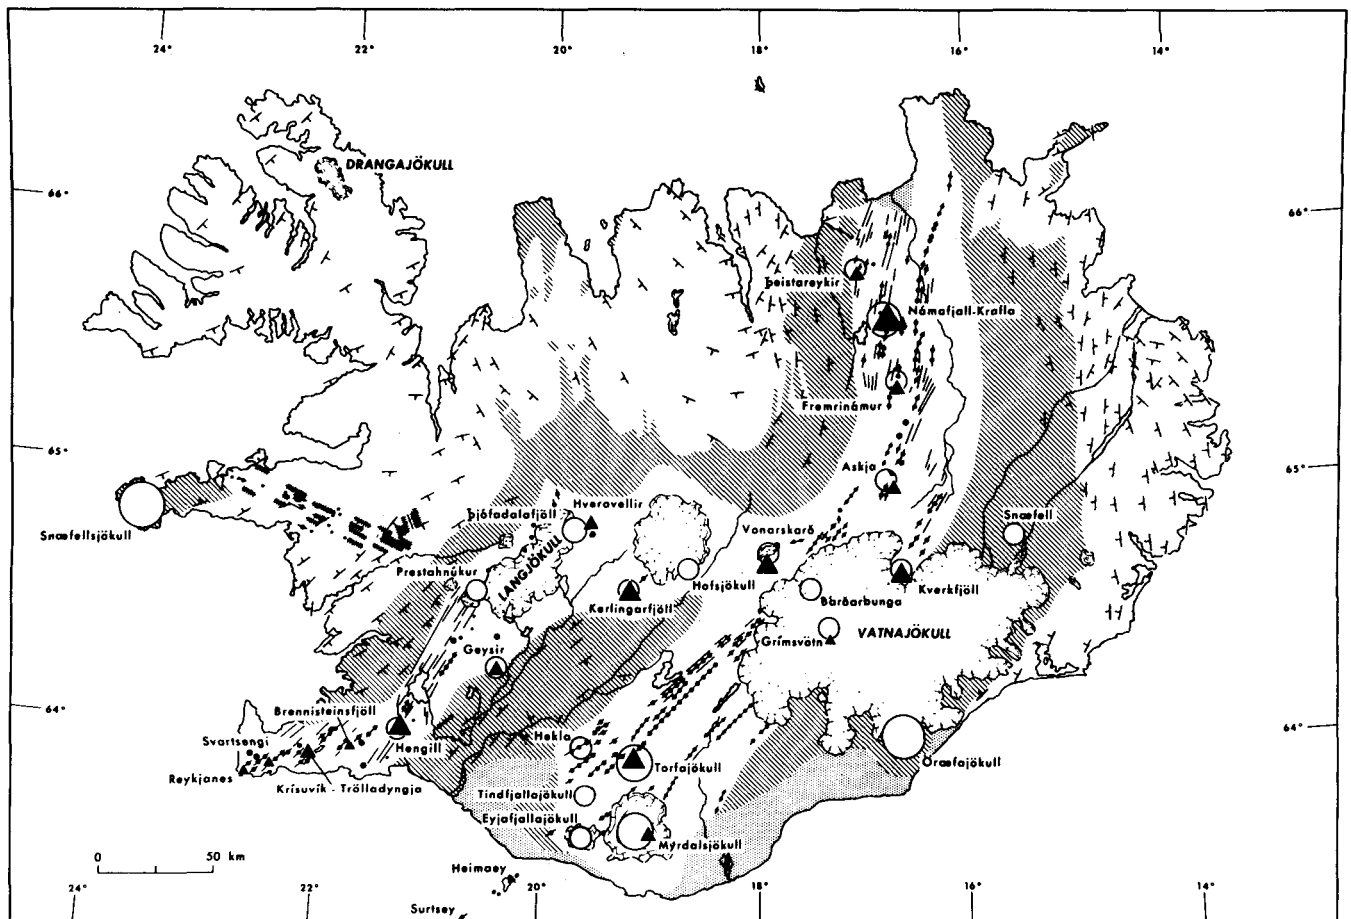 24° 22° 20° 18° 16° 14°
DRANGAJÖKULL
66° 66°
Þeistareykir
Námafjall-Krafla
Fremrinámur
65° 65°
Askja
Hveravellir
Þjófadalafjöll
Snæfell
Snæfellsjökull
Vonarskarð
Prestahnúkur
LANGJÖKULL
Hofsjökull
Kverkfjöll
Bárðarbunga
Kerlingarfjöll
VATNAJÖKULL
Grímsvötn
Geysir
64° 64°
Brennisteinsfjöll
Svartsengi
Hekla
Hengill
Öræfajökull
Reykjanes
Torfajökull
Krísuvík - Trölladyngja
Tindfjallajökull
Eyjafjallajökull
Mýrdalsjökull
0 50 km
Heimaey
24° 20° 18° 16° 14°
Surtsey